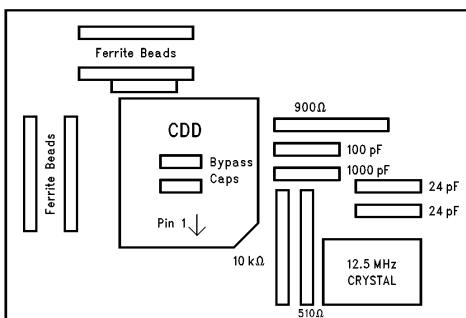 Ferrite Beads
900Ω
CDD
100 pF
Bypass
Caps
1000 pF
Ferrite Beads
24 pF
24 pF
Pin 1
10 kΩ
12.5 MHz
CRYSTAL
510Ω